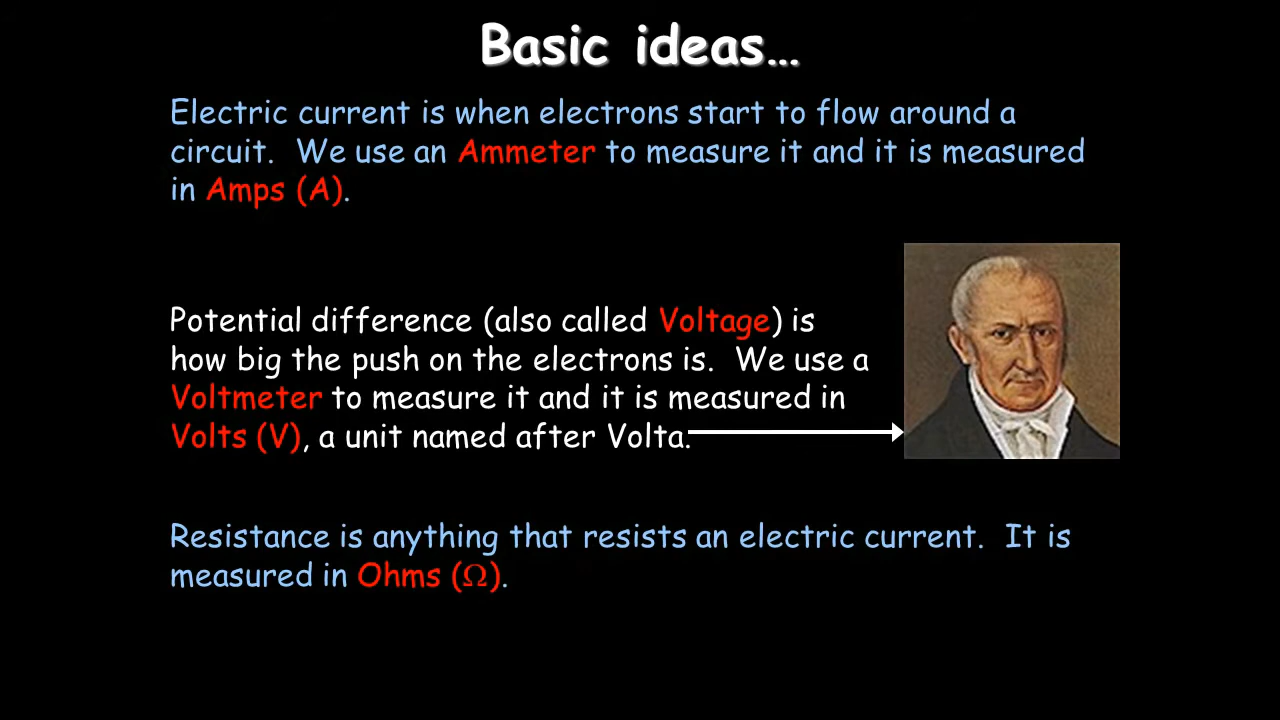 Basic ideas…
Electric current is when electrons start to flow around a
circuit. We use an Ammeter to measure it and it is measured
in Amps (A).
Potential difference (also called Voltage) is
how big the push on the electrons is. We use a
Voltmeter to measure it and it is measured in
Volts (V), a unit named after Volta.
Resistance is anything that resists an electric current. It is
measured in Ohms (Ω).